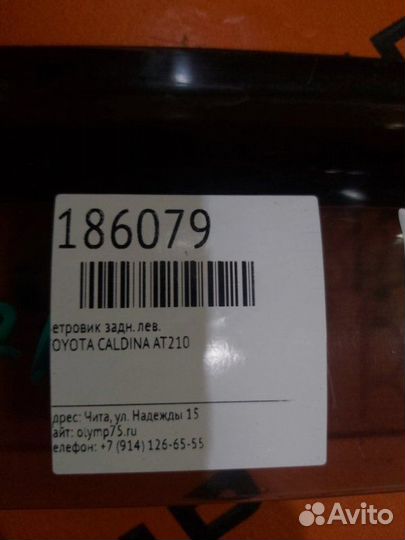 186079
етровик задн. лев.
OYOTA CALDINA AT210
дрес: Чита, ул. Надежды 15
айт: olymp75.ru
елефон: +7 (914) 126-65-55
Avito